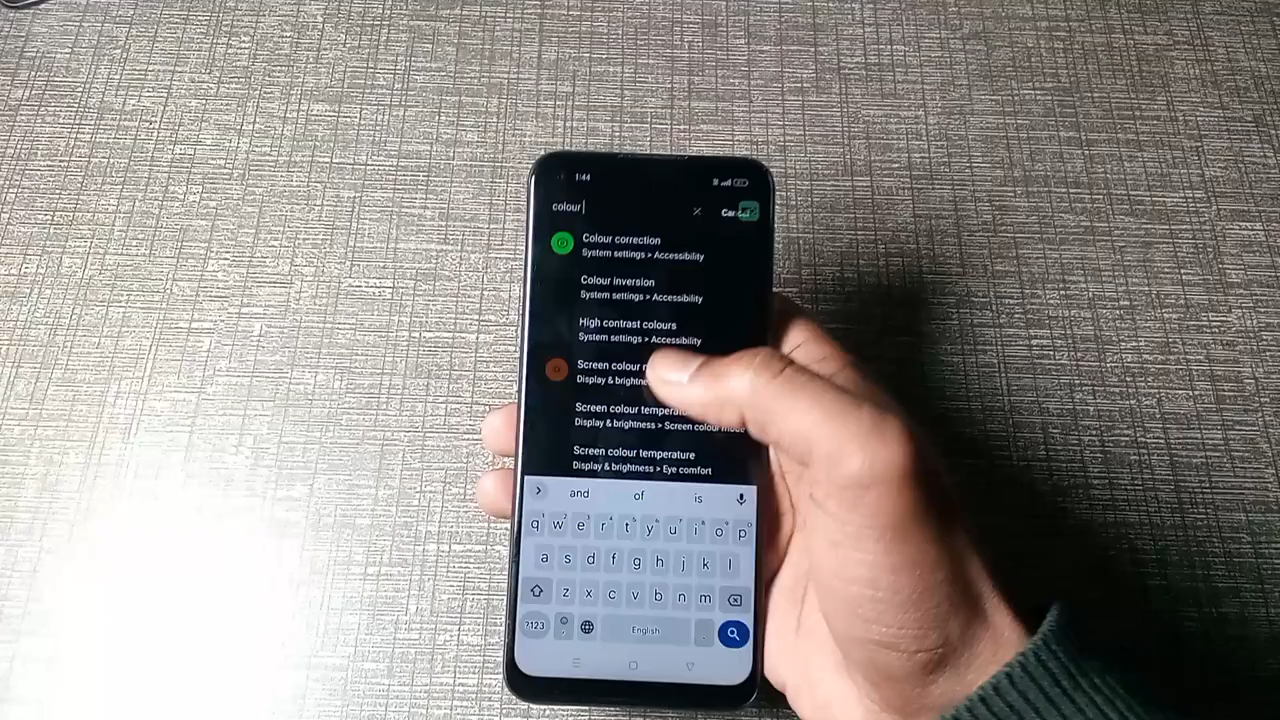 1:44
colour
Colour correction
System settings > Accessibility
Colour inversion
System settings > Accessibility
High contrast colours
System settings > Accessibility
Screen colour
Display & brightne
Screen colour temperatu
Display & brightness > Screen colour mode
Screen colour temperature
Display & brightness > Eye comfort
and of is
q w e r t y u i o p
a s d f g h j k l
z x c v b n m
?123 , English .